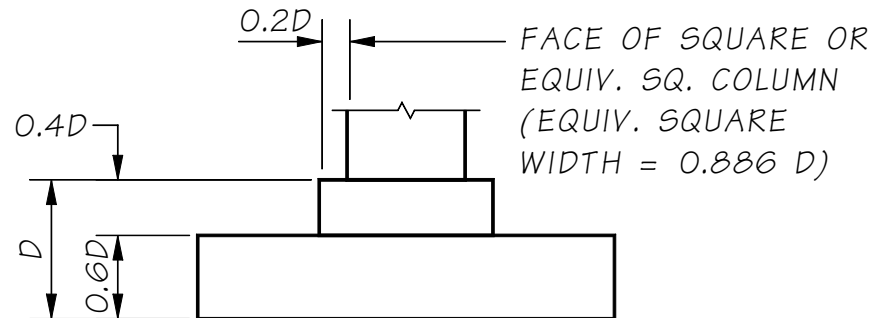 0.2D
FACE OF SQUARE OR
EQUIV. SQ. COLUMN
(EQUIV. SQUARE
WIDTH = 0.886 D)
0.4D
D
0.6D